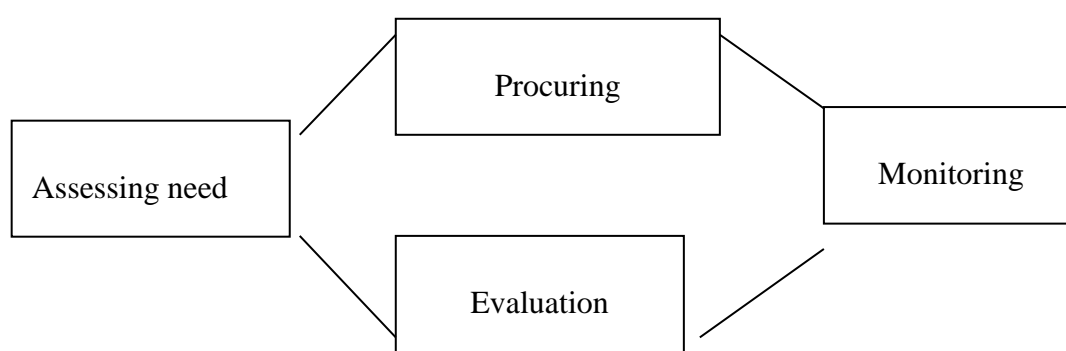 Procuring
Assessing need
Monitoring
Evaluation